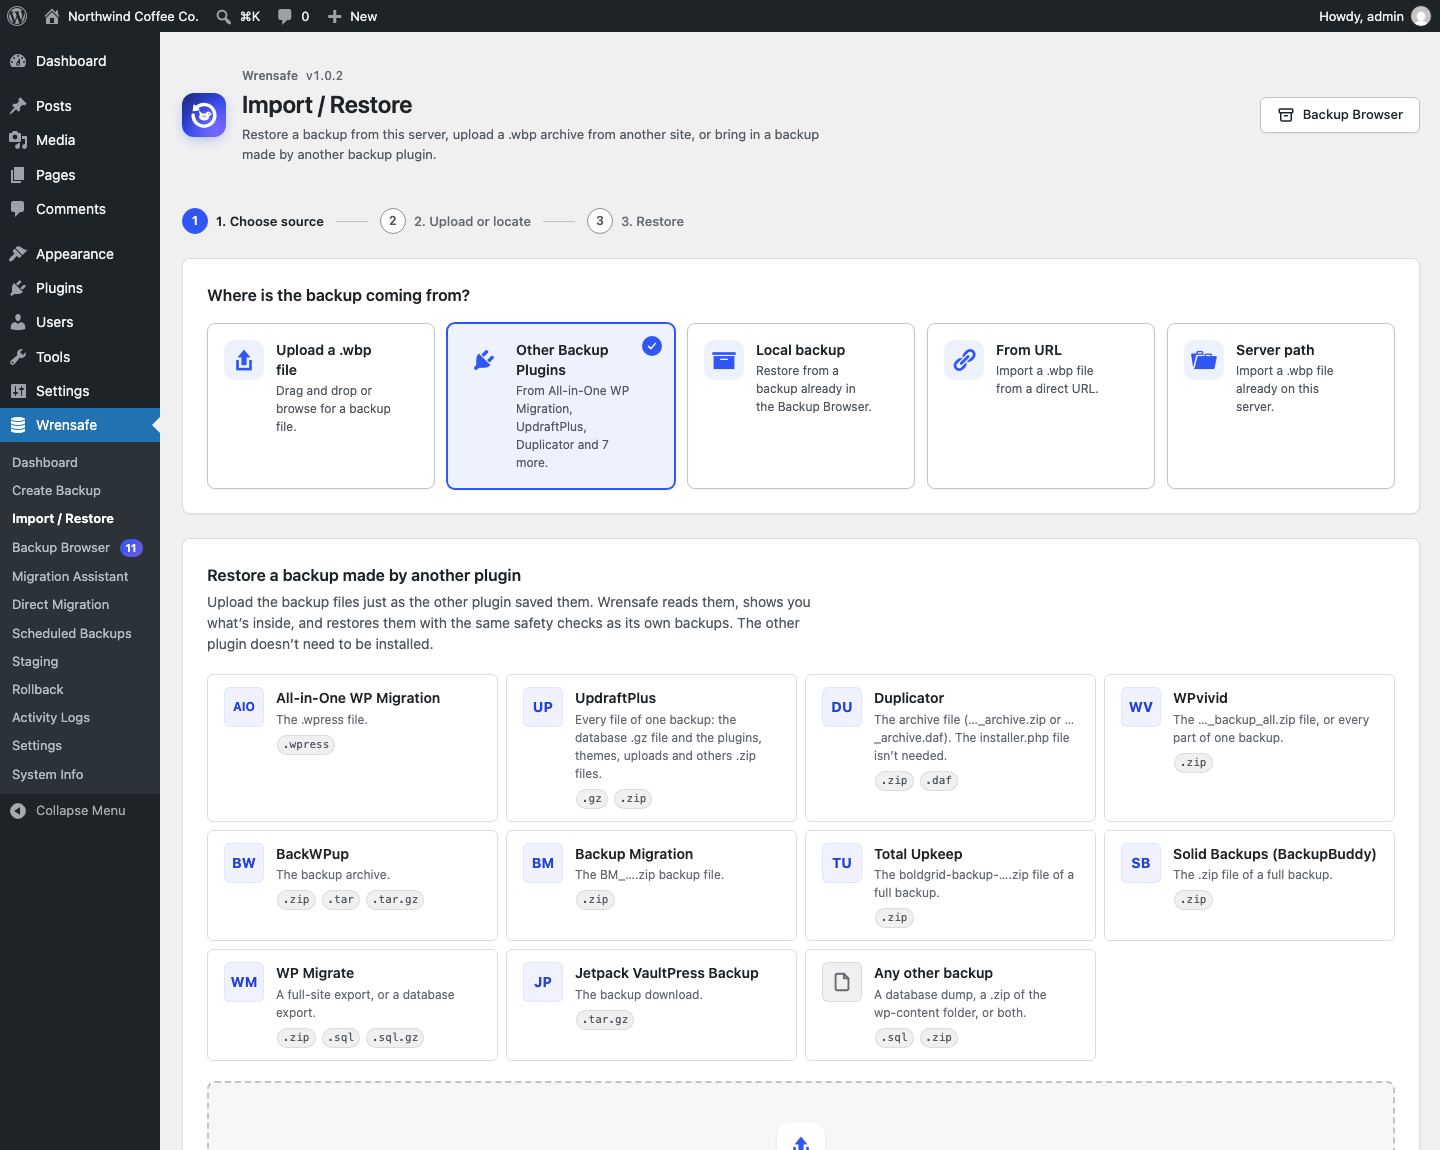 Northwind Coffee Co.
⌘K
0
New
Howdy, admin
Dashboard
Posts
Media
Pages
Comments
Appearance
Plugins
Users
Tools
Settings
Wrensafe
Dashboard
Create Backup
Import / Restore
Backup Browser 11
Migration Assistant
Direct Migration
Scheduled Backups
Staging
Rollback
Activity Logs
Settings
System Info
Collapse Menu
Wrensafe v1.0.2
Import / Restore
Restore a backup from this server, upload a .wbp archive from another site, or bring in a backup
made by another backup plugin.
Backup Browser
1 1. Choose source
2 2. Upload or locate
3 3. Restore
Where is the backup coming from?
Upload a .wbp
file
Drag and drop or
browse for a backup
file.
Other Backup
Plugins
From All-in-One WP
Migration,
UpdraftPlus,
Duplicator and 7
more.
Local backup
Restore from a
backup already in
the Backup Browser.
From URL
Import a .wbp file
from a direct URL.
Server path
Import a .wbp file
already on this
server.
Restore a backup made by another plugin
Upload the backup files just as the other plugin saved them. Wrensafe reads them, shows you
what’s inside, and restores them with the same safety checks as its own backups. The other
plugin doesn’t need to be installed.
AIO
All-in-One WP Migration
The .wpress file.
.wpress
UP
UpdraftPlus
Every file of one backup: the
database .gz file and the plugins,
themes, uploads and others .zip
files.
.gz .zip
DU
Duplicator
The archive file (…_archive.zip or …
_archive.daf). The installer.php file
isn’t needed.
.zip .daf
WV
WPvivid
The …_backup_all.zip file, or every
part of one backup.
.zip
BW
BackWPup
The backup archive.
.zip .tar .tar.gz
BM
Backup Migration
The BM_….zip backup file.
.zip
TU
Total Upkeep
The boldgrid-backup-….zip file of a
full backup.
.zip
SB
Solid Backups (BackupBuddy)
The .zip file of a full backup.
.zip
WM
WP Migrate
A full-site export, or a database
export.
.zip .sql .sql.gz
JP
Jetpack VaultPress Backup
The backup download.
.tar.gz
Any other backup
A database dump, a .zip of the
wp-content folder, or both.
.sql .zip